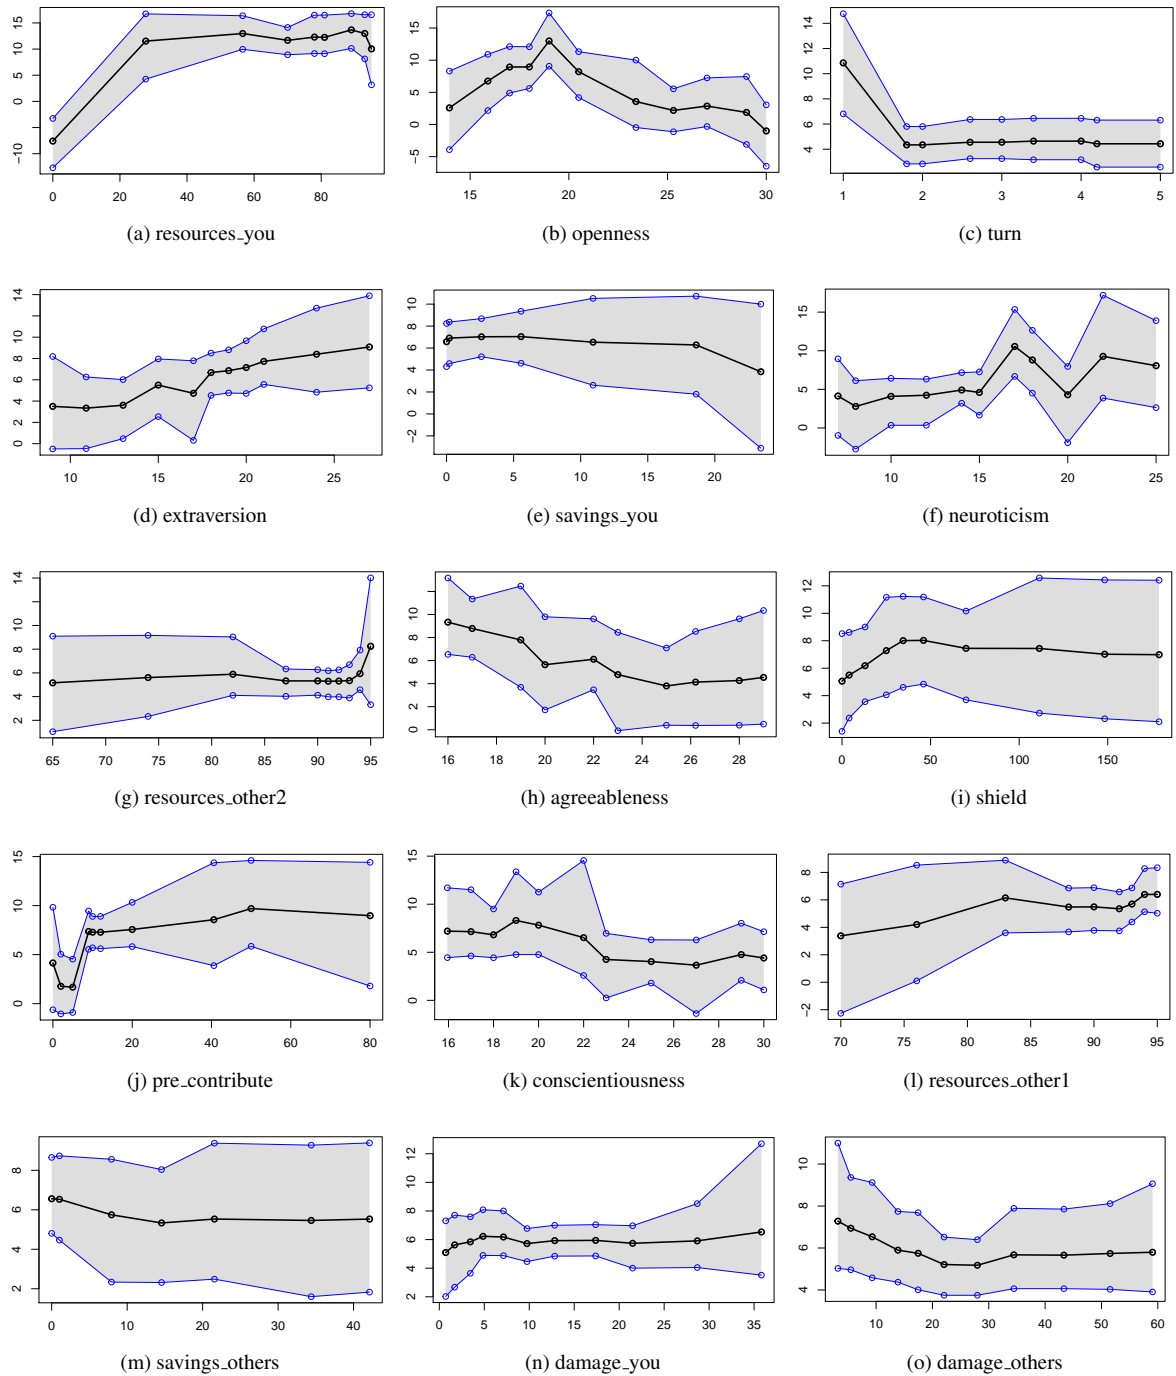 -10 0 5 10 15
0 20 40 60 80
(a) resources_you
-5 0 5 10 15
15 20 25 30
(b) openness
4 6 8 10 12 14
1 2 3 4 5
(c) turn
0 2 4 6 8 10 14
10 15 20 25
(d) extraversion
-2 0 2 4 6 8 10
0 5 10 15 20
(e) savings_you
0 5 10 15
10 15 20 25
(f) neuroticism
2 4 6 8 10 14
65 70 75 80 85 90 95
(g) resources_other2
0 2 4 6 8 10
16 18 20 22 24 26 28
(h) agreeableness
2 4 6 8 10 12
0 50 100 150
(i) shield
0 5 10 15
0 20 40 60 80
(j) pre_contribute
0 5 10 15
16 18 20 22 24 26 28 30
(k) conscientiousness
-2 0 2 4 6 8
70 75 80 85 90 95
(l) resources_other1
2 4 6 8
0 10 20 30 40
(m) savings_others
2 4 6 8 10 12
0 5 10 15 20 25 30 35
(n) damage_you
4 6 8 10
10 20 30 40 50 60
(o) damage_others